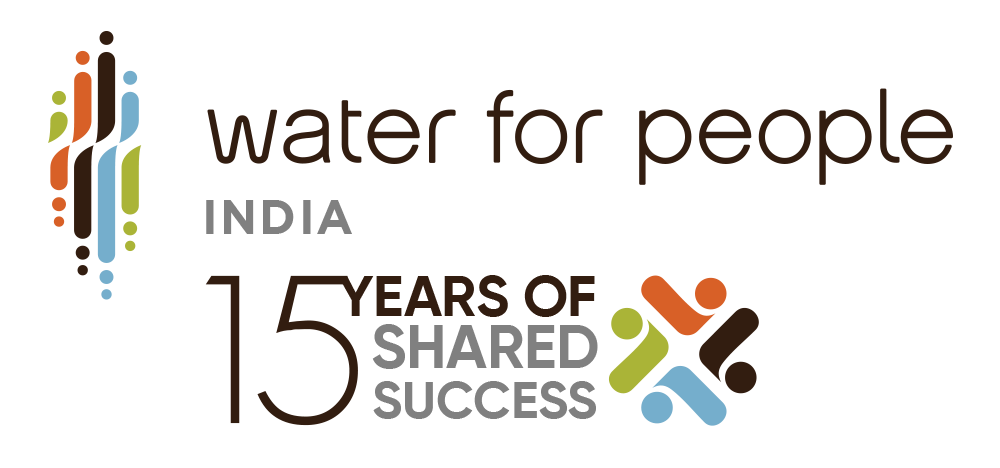 water for people
INDIA
15 YEARS OF
SHARED
SUCCESS